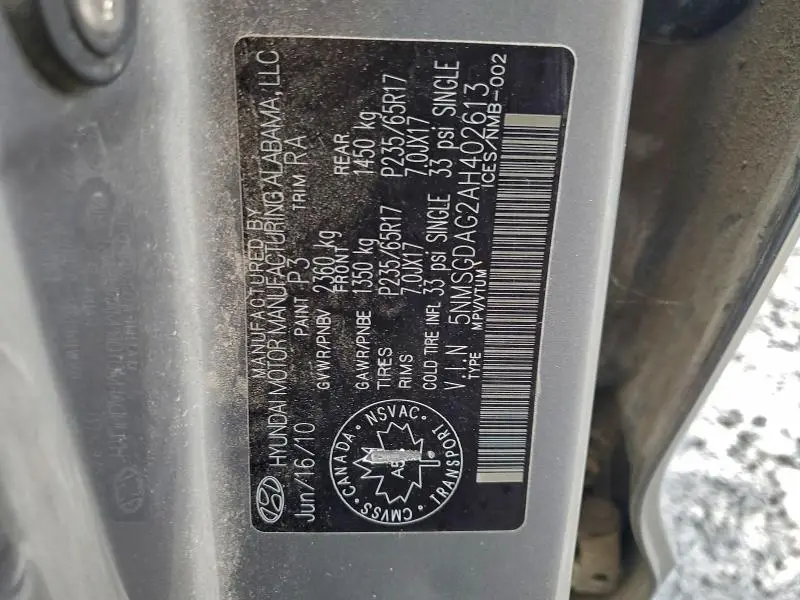 MANUFACTURED BY
HYUNDAI MOTOR MANUFACTURING ALABAMA, LLC
Jun/16/10 PAINT P3 TRIM RA
GVWR/PNBV 2360 kg
FRONT REAR
GAWR/PNBE 1350 kg 1450 kg
TIRES P235/65R17 P235/65R17
RIMS 7.0JX17 7.0JX17
COLD TIRE INFL 33 psi SINGLE 33 psi SINGLE
V.I.N 5NMSGDAG2AH402613
TYPE MPVVTUMV ICES/NMB-002
CANADA · NSVAC · TRANSPORT · CMVSS